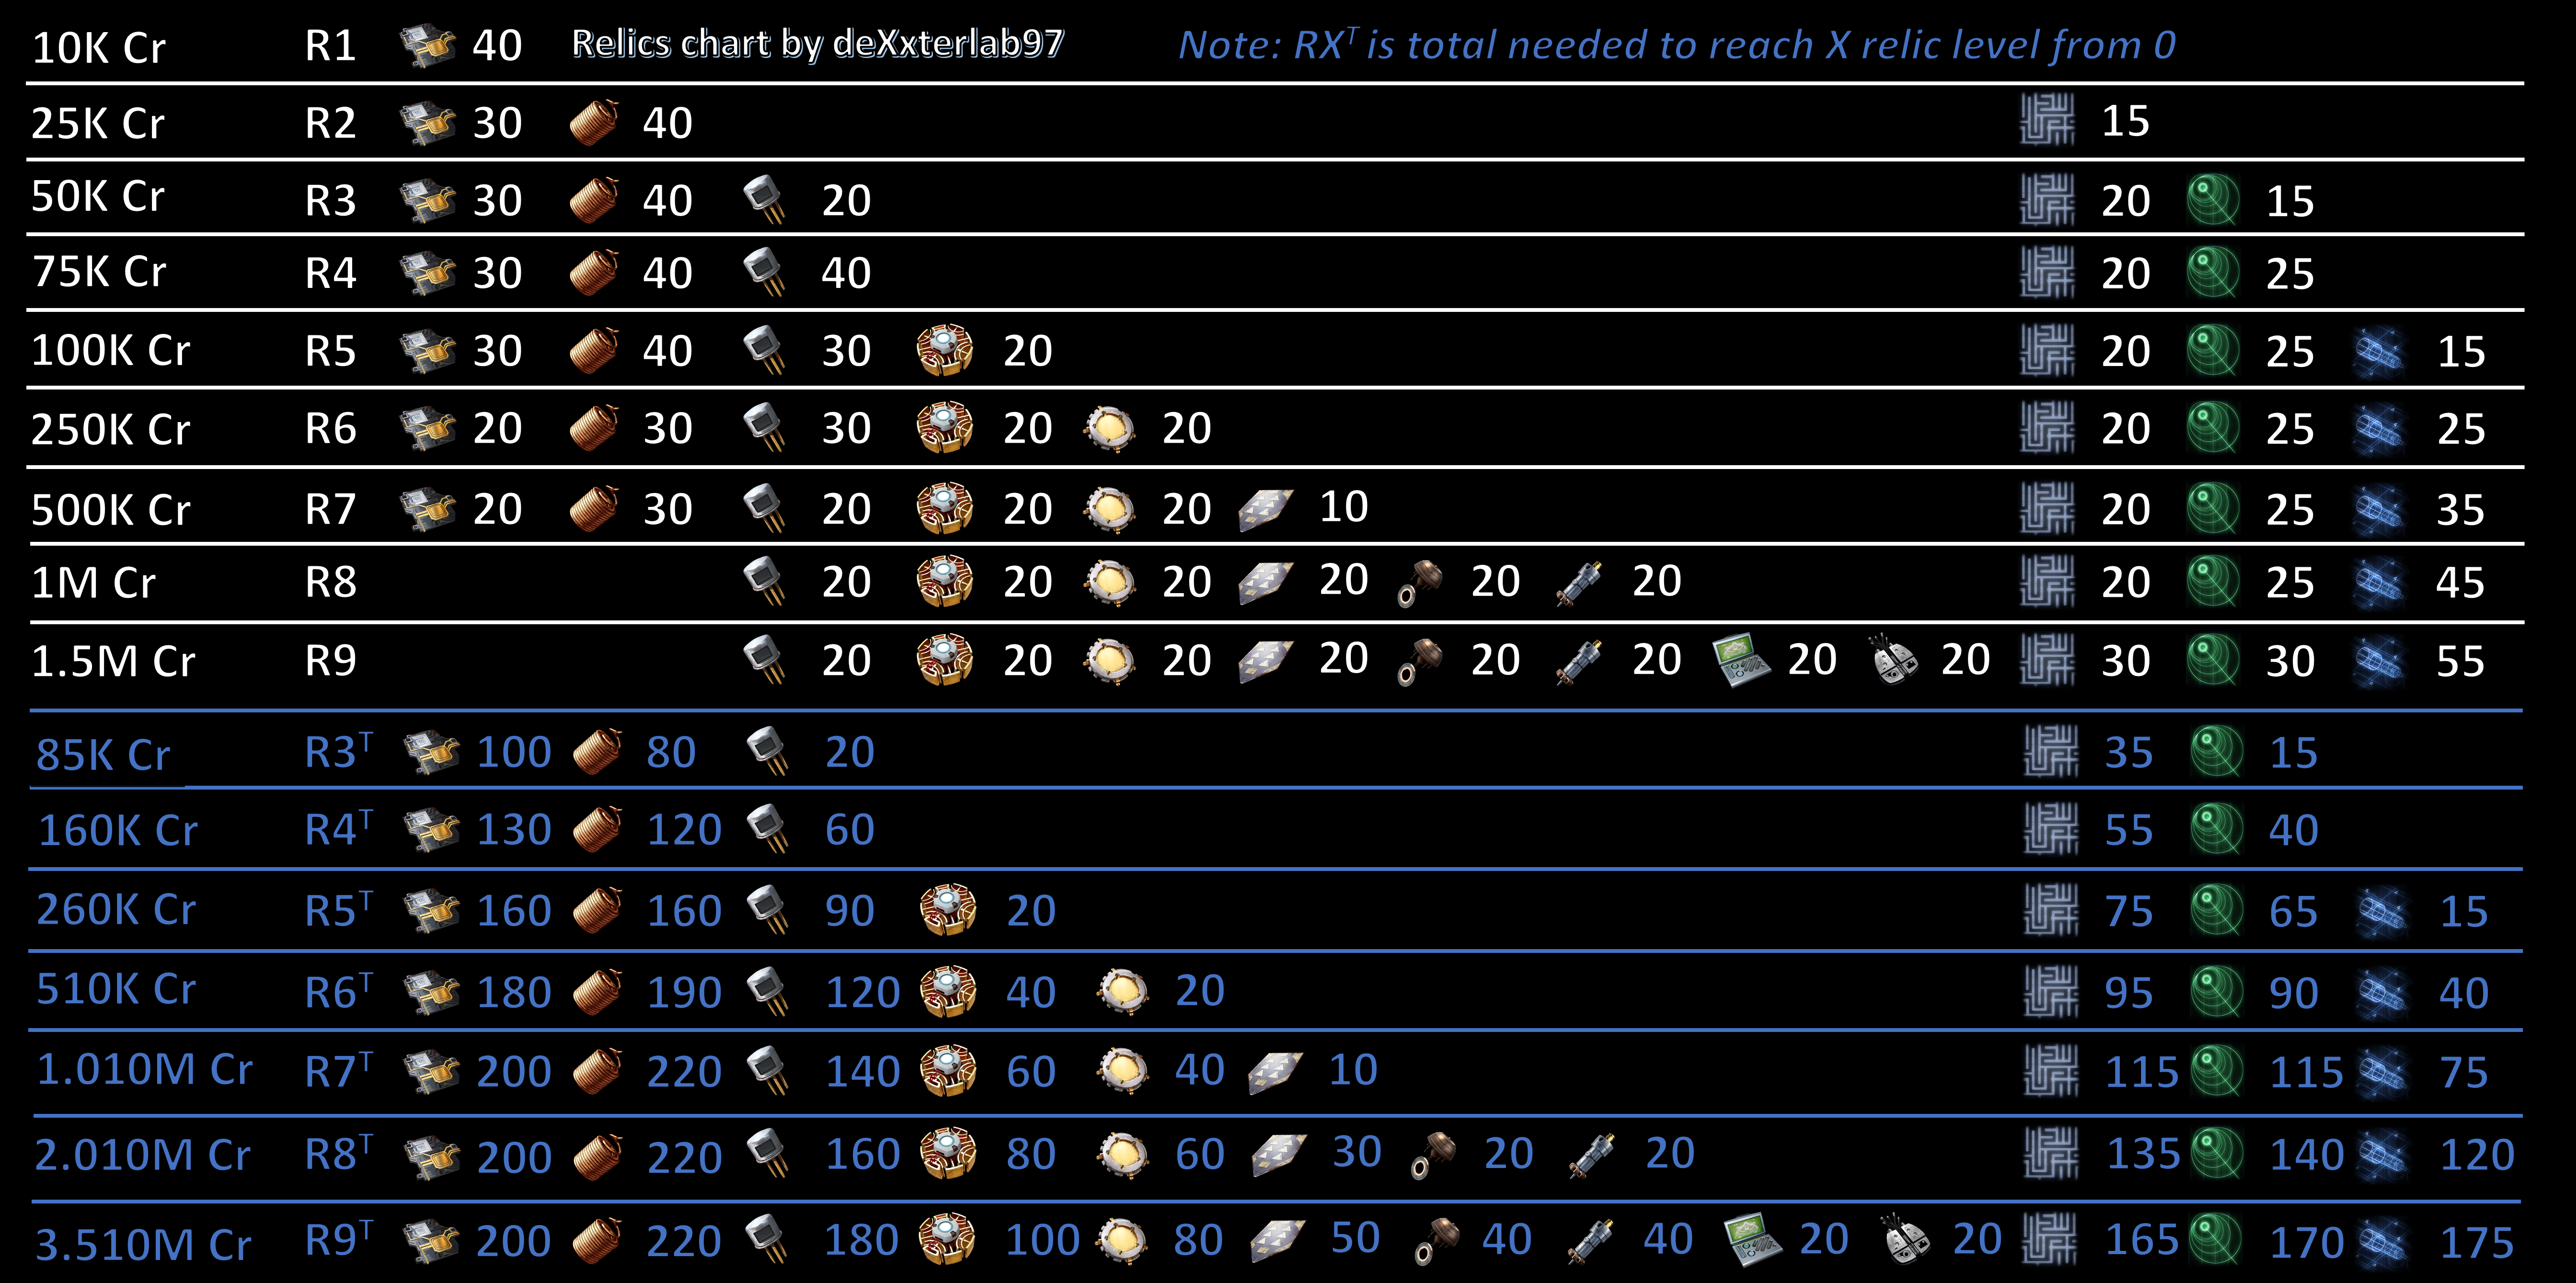 10K Cr R1 40 Relics chart by deXxterlab97 Note: RXᵀ is total needed to reach X relic level from 0
25K Cr R2 30 40 15
50K Cr R3 30 40 20 20 15
75K Cr R4 30 40 40 20 25
100K Cr R5 30 40 30 20 20 25 15
250K Cr R6 20 30 30 20 20 20 25 25
500K Cr R7 20 30 20 20 20 10 20 25 35
1M Cr R8 20 20 20 20 20 20 20 25 45
1.5M Cr R9 20 20 20 20 20 20 20 20 30 30 55
85K Cr R3ᵀ 100 80 20 35 15
160K Cr R4ᵀ 130 120 60 55 40
260K Cr R5ᵀ 160 160 90 20 75 65 15
510K Cr R6ᵀ 180 190 120 40 20 95 90 40
1.010M Cr R7ᵀ 200 220 140 60 40 10 115 115 75
2.010M Cr R8ᵀ 200 220 160 80 60 30 20 20 135 140 120
3.510M Cr R9ᵀ 200 220 180 100 80 50 40 40 20 20 165 170 175